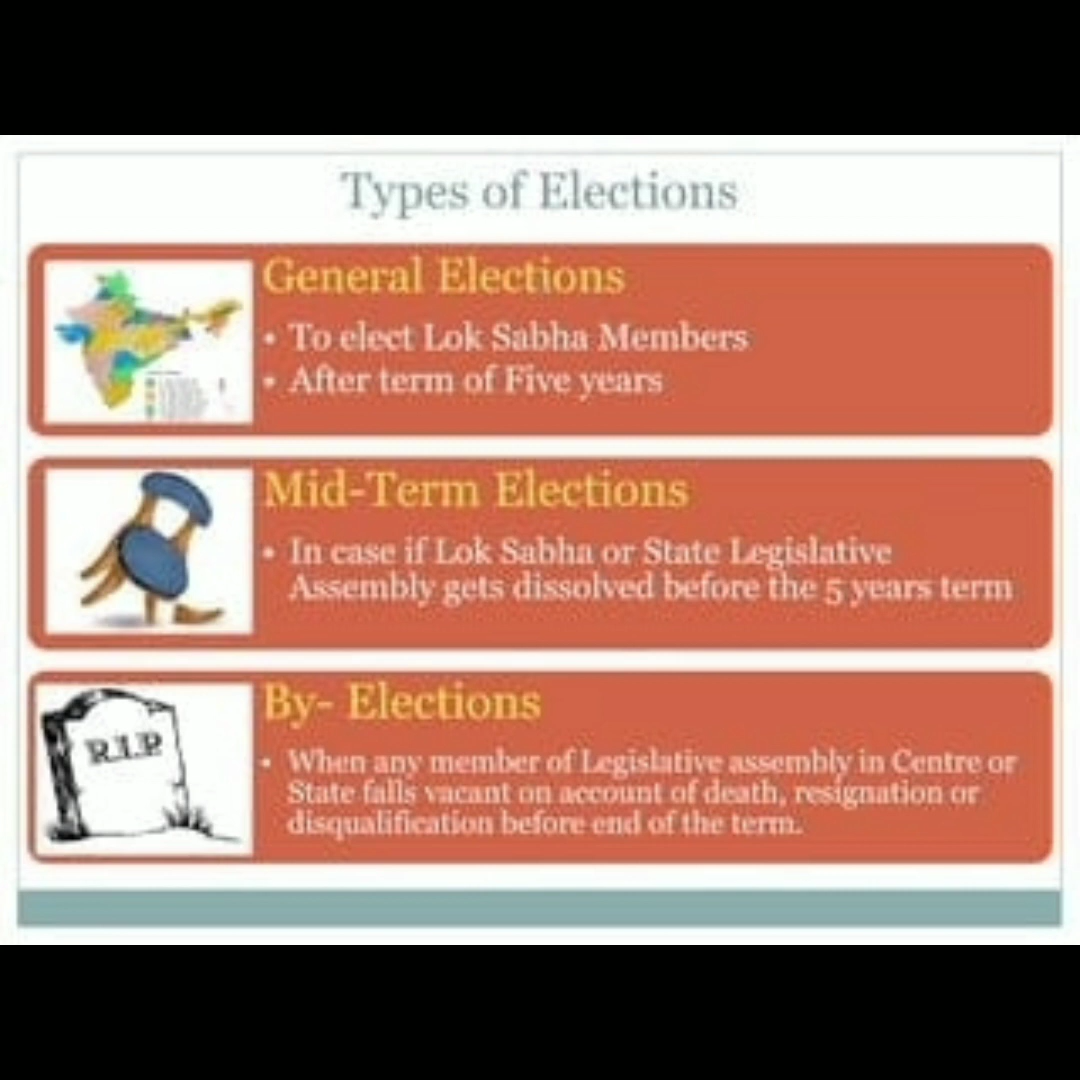 Types of Elections
General Elections
• To elect Lok Sabha Members
• After term of Five years
Mid-Term Elections
• In case if Lok Sabha or State Legislative
Assembly gets dissolved before the 5 years term
R.I.P.
By- Elections
• When any member of Legislative assembly in Centre or
State falls vacant on account of death, resignation or
disqualification before end of the term.